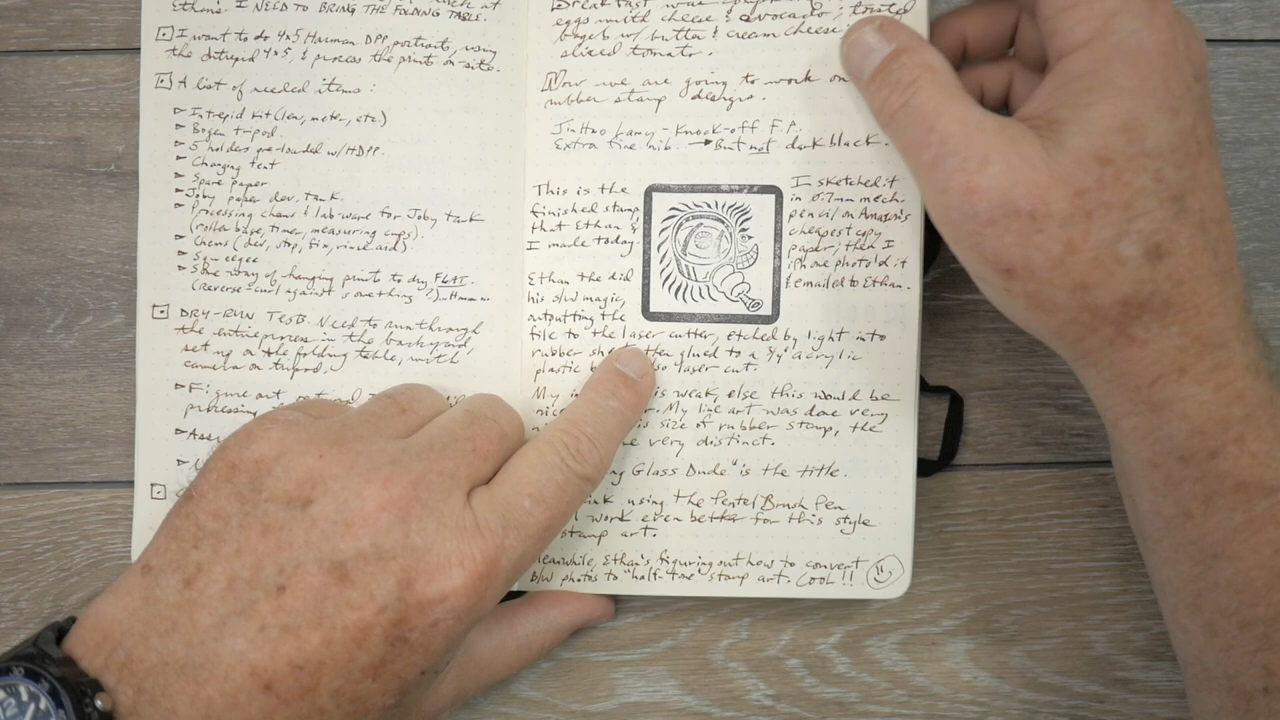 Ethan's. I NEED TO BRING THE FOLDING TABLE.
I want to do 4x5 Harman DPP portraits, using
the Intrepid 4x5, & process the prints on-site.
A list of needed items:
Intrepid Kit (lens, meter, etc.)
Bogen tripod.
5 holders pre-loaded w/HDPP.
Changing tent
Spare paper
Joby paper dev. tank.
Processing chems & lab-ware for Joby tank
(roller base, timer, measuring cups).
Chems (dev, stop, fix, rinse aid).
Squeegee
Some way of hanging prints to dry FLAT.
(reverse-curl against something?)...Hmmm.
DRY-RUN TEST. Need to run through
the entire process in the backyard,
set up on the folding table, with
camera on tripod.
Figure out
processing
Breakfast was
eggs with cheese & avocado; toasted
bagels w/ butter & cream cheese
sliced tomato.
Now we are going to work on
rubber stamp designs.
JinHao Lamy-Knock-off F.P.
Extra fine nib. But not dark black.
This is the
finished stamp
that Ethan &
I made today.
I sketched it
in 0.7mm mech.
pencil on Amazon's
cheapest copy
paper; then I
iphone photo'd it
& emailed to Ethan.
Ethan the did
his s/w magic,
outputting the
file to the laser cutter, etched by light into
rubber then glued to a 3/4" acrylic
plastic laser cut.
My is weak, else this would be
My line art was done very
size of rubber stamp, the
very distinct.
Glass Dude" is the title.
using the Pentel Brush Pen
work even better for this style
stamp art.
Meanwhile, Ethan's figuring out how to convert
B/W photos to "half-tone" stamp art. Cool!!